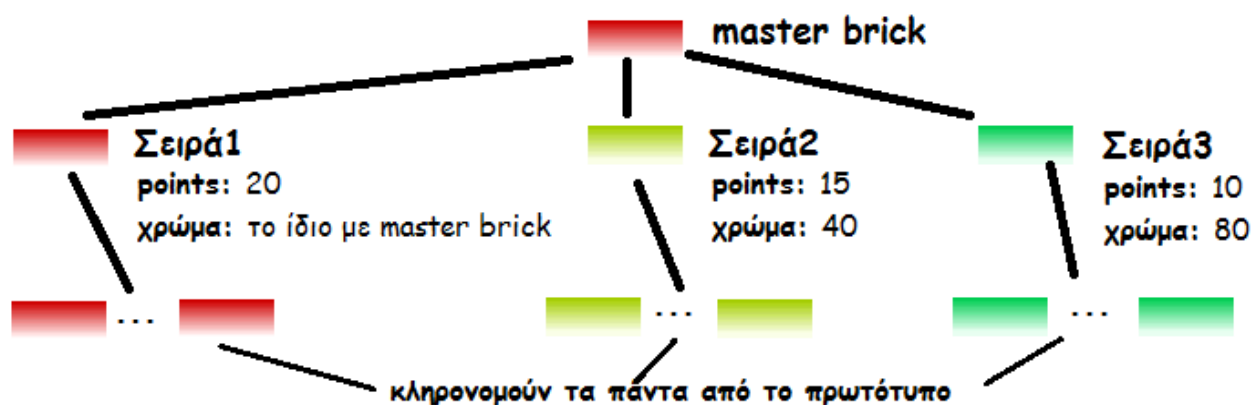 master brick
Σειρά1
points: 20
χρώμα: το ίδιο με master brick
Σειρά2
points: 15
χρώμα: 40
Σειρά3
points: 10
χρώμα: 80
... ... ...
κληρονομούν τα πάντα από το πρωτότυπο